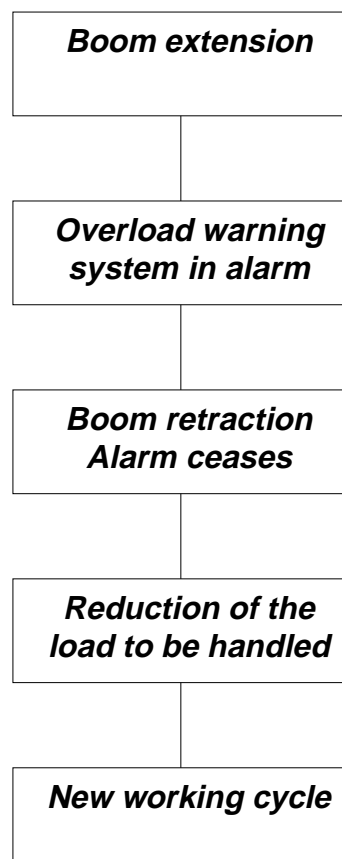 Boom extension
Overload warning
system in alarm
Boom retraction
Alarm ceases
Reduction of the
load to be handled
New working cycle